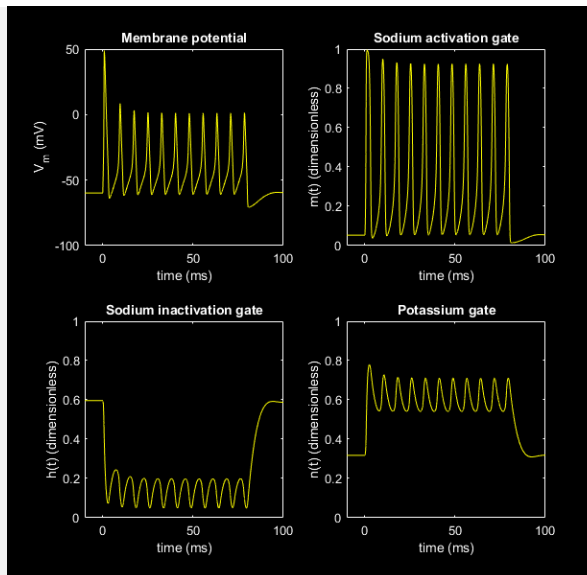 Membrane potential
50
0
-50
-100
V_m (mV)
0
50
100
time (ms)
Sodium activation gate
1
0.8
0.6
0.4
0.2
0
m(t) (dimensionless)
0
50
100
time (ms)
Sodium inactivation gate
1
0.8
0.6
0.4
0.2
0
h(t) (dimensionless)
0
50
100
time (ms)
Potassium gate
1
0.8
0.6
0.4
0.2
0
n(t) (dimensionless)
0
50
100
time (ms)